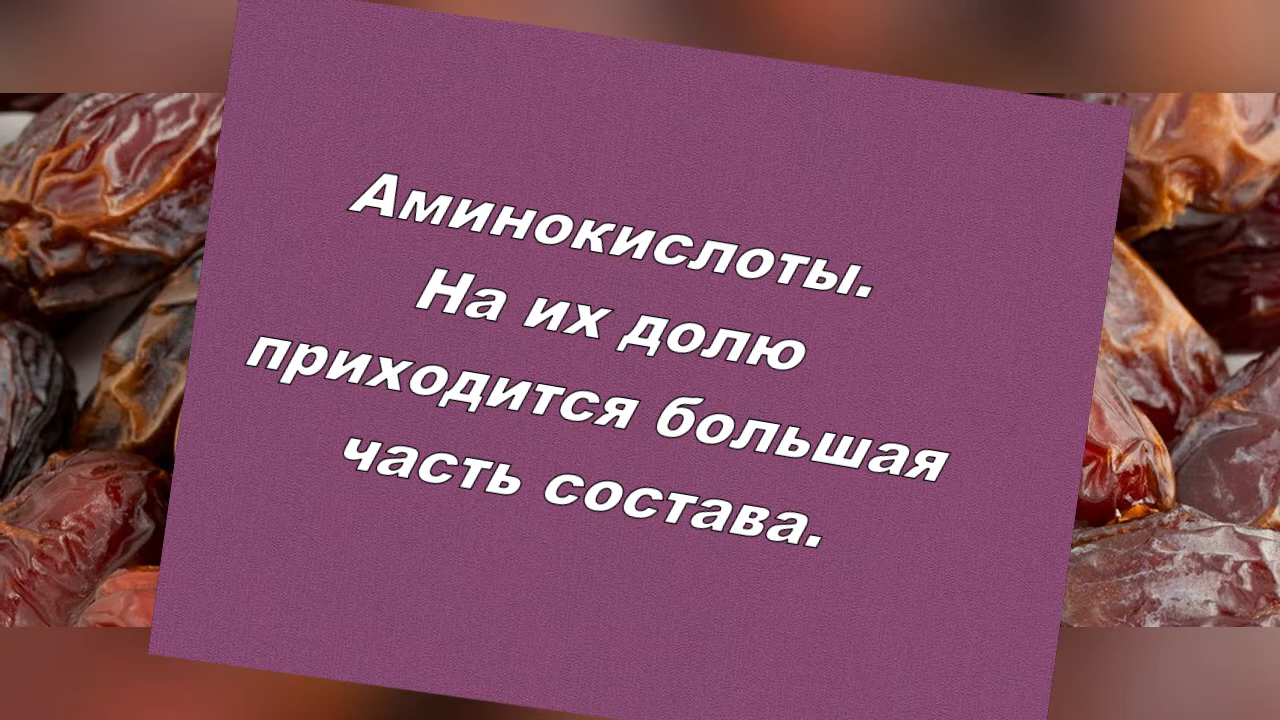 Аминокислоты.
На их долю
приходится большая
часть состава.